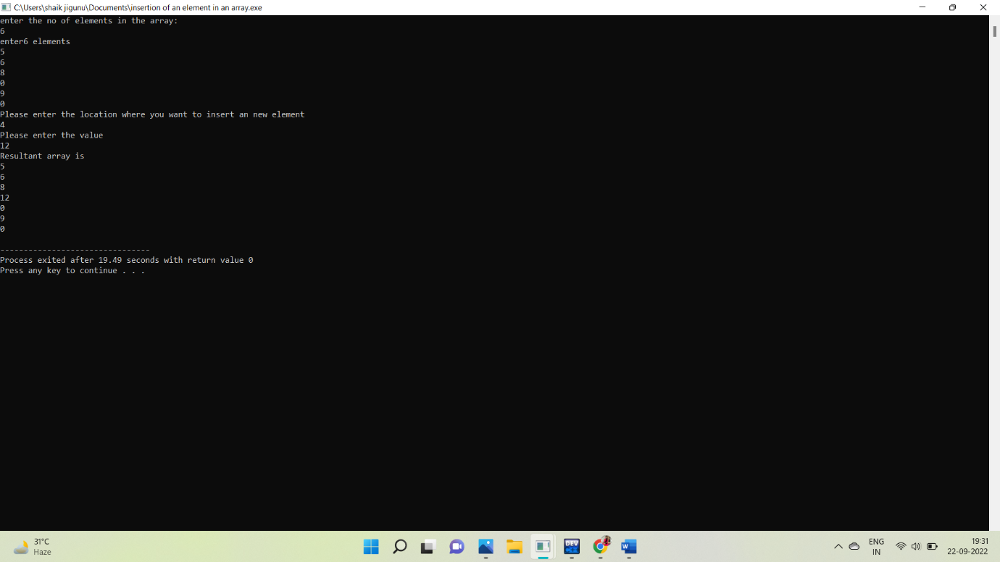 C:\Users\shaik jigunu\Documents\insertion of an element in an array.exe
enter the no of elements in the array:
6
enter6 elements
5
6
8
0
9
0
Please enter the location where you want to insert an new element
4
Please enter the value
12
Resultant array is
5
6
8
12
0
9
0
--------------------------------
Process exited after 19.49 seconds with return value 0
Press any key to continue . . .
31°C
Haze
DEV
W
ENG
IN
19:31
22-09-2022